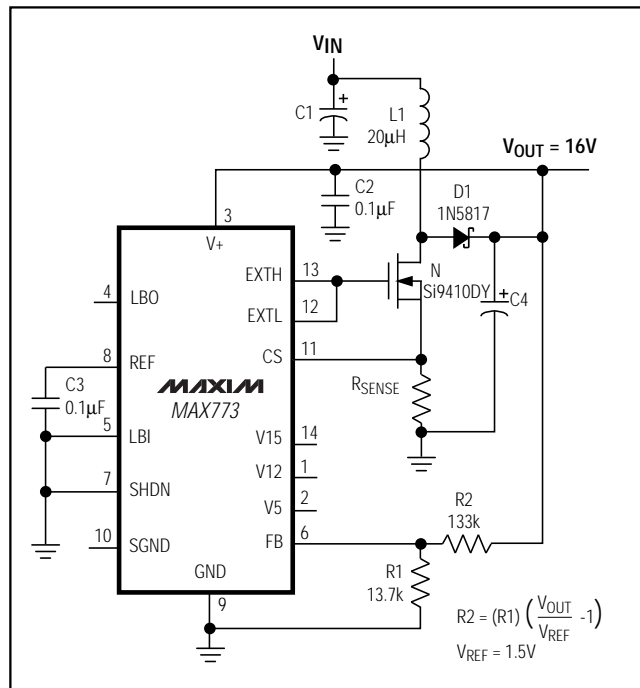 VIN
C1
+
L1
20µH
VOUT = 16V
C2
0.1µF
D1
1N5817
3
V+
EXTH
13
N
Si9410DY
+
C4
4
LBO
EXTL
12
8
REF
CS
11
C3
0.1µF
MAXIM
MAX773
RSENSE
5
LBI
V15
14
7
SHDN
V12
1
V5
2
R2
133k
10
SGND
FB
6
GND
R1
13.7k
9
R2 = (R1) ( VOUT / VREF -1)
VREF = 1.5V